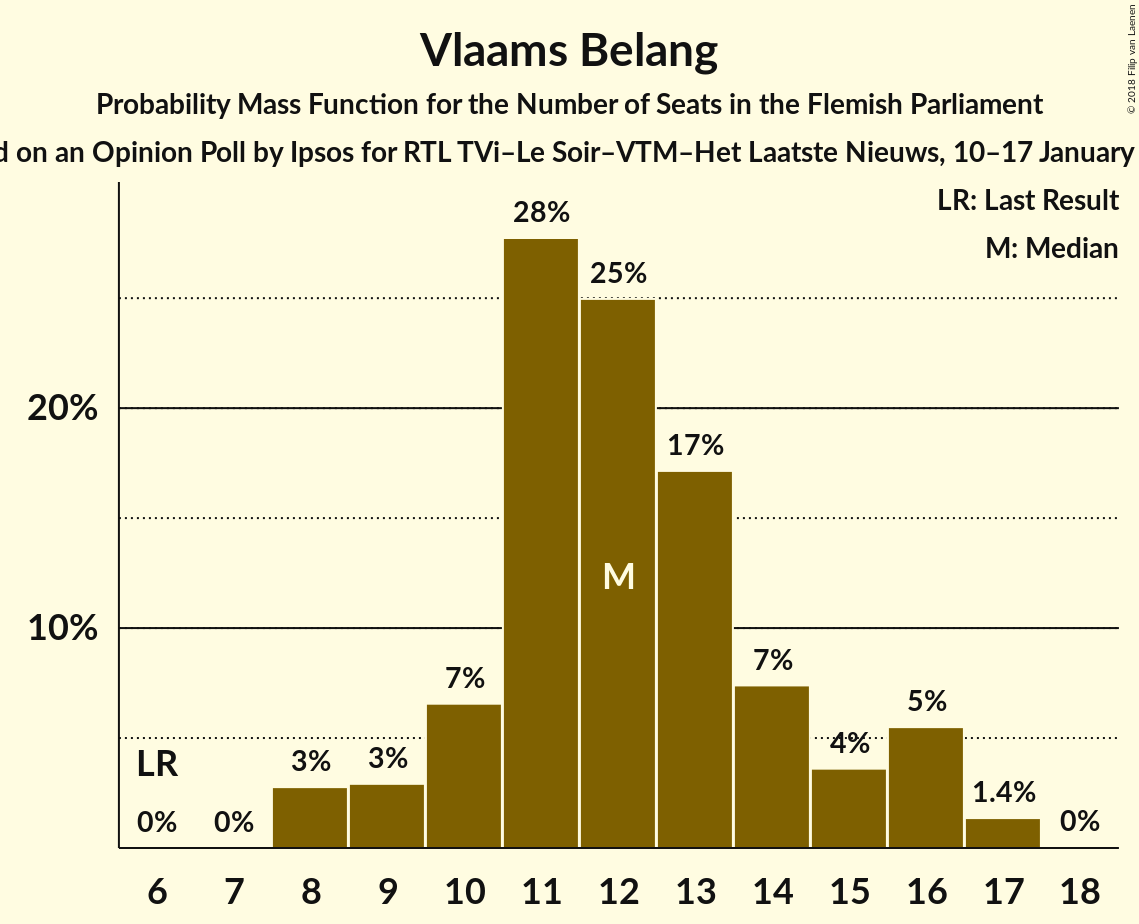 Vlaams Belang
Probability Mass Function for the Number of Seats in the Flemish Parliament
on an Opinion Poll by Ipsos for RTL TVi–Le Soir–VTM–Het Laatste Nieuws, 10–17 January
© 2018 Filip van Laenen
LR: Last Result
M: Median
28%
25%
20%
17%
M
10%
7%
7%
5%
4%
LR
3%
3%
1.4%
0%
0%
0%
6 7 8 9 10 11 12 13 14 15 16 17 18